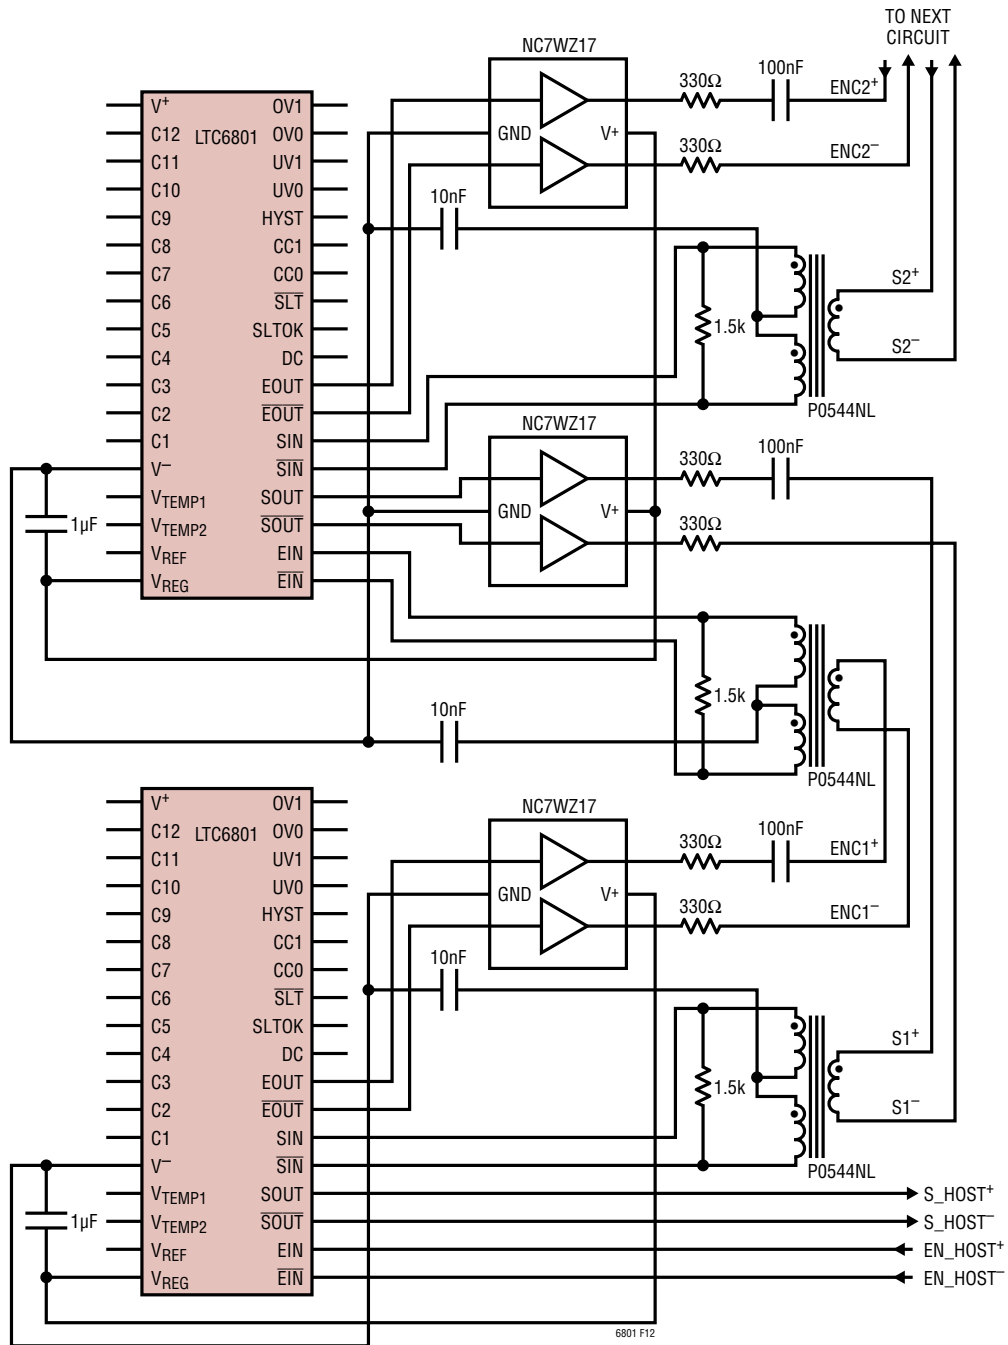 TO NEXT
CIRCUIT
NC7WZ17
330Ω
100nF
ENC2+
GND
V+
330Ω
ENC2–
V+
OV1
C12
LTC6801
OV0
C11
UV1
C10
UV0
C9
HYST
C8
CC1
C7
CC0
C6
SLT
C5
SLTOK
C4
DC
C3
EOUT
C2
EOUT
C1
SIN
V–
SIN
VTEMP1
SOUT
VTEMP2
SOUT
VREF
EIN
VREG
EIN
1µF
10nF
1.5k
S2+
S2–
P0544NL
NC7WZ17
330Ω
100nF
GND
V+
330Ω
1.5k
10nF
P0544NL
V+
OV1
C12
LTC6801
OV0
C11
UV1
C10
UV0
C9
HYST
C8
CC1
C7
CC0
C6
SLT
C5
SLTOK
C4
DC
C3
EOUT
C2
EOUT
C1
SIN
V–
SIN
VTEMP1
SOUT
VTEMP2
SOUT
VREF
EIN
VREG
EIN
1µF
NC7WZ17
330Ω
100nF
ENC1+
GND
V+
330Ω
ENC1–
10nF
1.5k
S1+
S1–
P0544NL
S_HOST+
S_HOST–
EN_HOST+
EN_HOST–
6801 F12